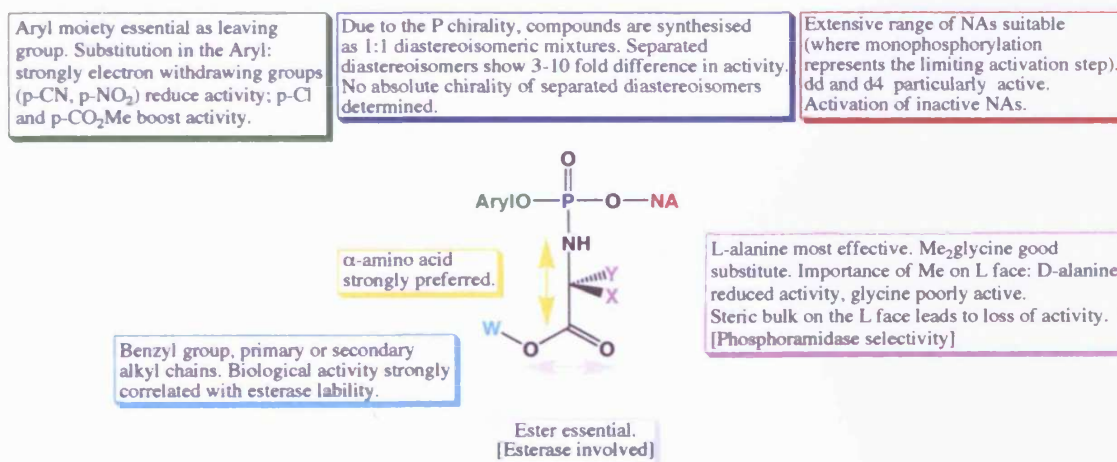 Aryl moiety essential as leaving
group. Substitution in the Aryl:
strongly electron withdrawing groups
(p-CN, p-NO₂) reduce activity; p-Cl
and p-CO₂Me boost activity.
Due to the P chirality, compounds are synthesised
as 1:1 diastereoisomeric mixtures. Separated
diastereoisomers show 3-10 fold difference in activity.
No absolute chirality of separated diastereoisomers
determined.
Extensive range of NAs suitable
(where monophosphorylation
represents the limiting activation step).
dd and d4 particularly active.
Activation of inactive NAs.
O
ArylO P O NA
NH
Y
X
W
O O
α-amino acid
strongly preferred.
L-alanine most effective. Me₂glycine good
substitute. Importance of Me on L face: D-alanine
reduced activity, glycine poorly active.
Steric bulk on the L face leads to loss of activity.
[Phosphoramidase selectivity]
Benzyl group, primary or secondary
alkyl chains. Biological activity strongly
correlated with esterase lability.
Ester essential.
[Esterase involved]